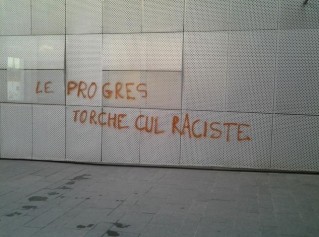 LE PROGRES
TORCHE CUL RACISTE